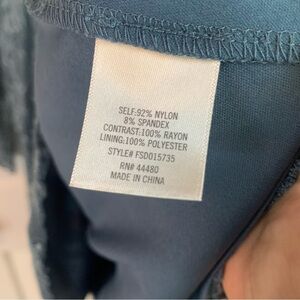 SELF:92% NYLON
8% SPANDEX
CONTRAST:100% RAYON
LINING:100% POLYESTER
STYLE# FSD015735
RN# 44480
MADE IN CHINA